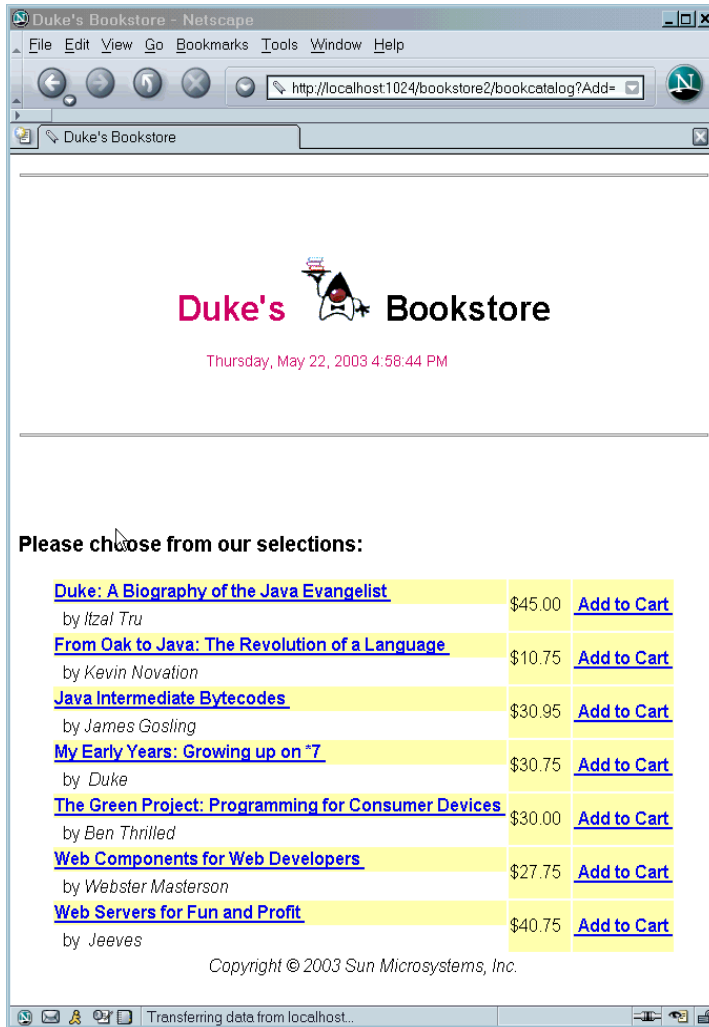 Duke's Bookstore - Netscape
File Edit View Go Bookmarks Tools Window Help
http://localhost:1024/bookstore2/bookcatalog?Add=
N
Duke's Bookstore
Duke's Bookstore
Thursday, May 22, 2003 4:58:44 PM
Please choose from our selections:
Duke: A Biography of the Java Evangelist $45.00 Add to Cart
by Itzal Tru
From Oak to Java: The Revolution of a Language $10.75 Add to Cart
by Kevin Novation
Java Intermediate Bytecodes $30.95 Add to Cart
by James Gosling
My Early Years: Growing up on *7 $30.75 Add to Cart
by Duke
The Green Project: Programming for Consumer Devices $30.00 Add to Cart
by Ben Thrilled
Web Components for Web Developers $27.75 Add to Cart
by Webster Masterson
Web Servers for Fun and Profit $40.75 Add to Cart
by Jeeves
Copyright © 2003 Sun Microsystems, Inc.
Transferring data from localhost...